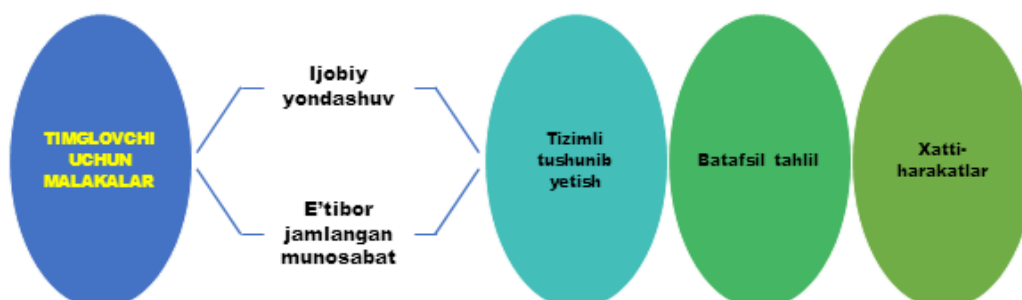 TIMGLOVCHI
UCHUN
MALAKALAR
Ijobiy
yondashuv
E'tibor
jamlangan
munosabat
Tizimli
tushunib
yetish
Batafsil tahlil
Xatti-
harakatlar